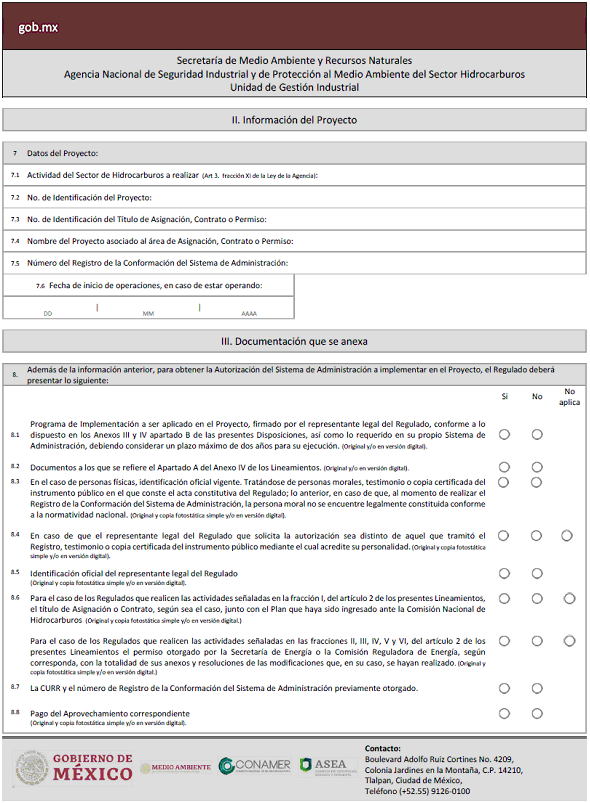 gob.mx
Secretaría de Medio Ambiente y Recursos Naturales
Agencia Nacional de Seguridad Industrial y de Protección al Medio Ambiente del Sector Hidrocarburos
Unidad de Gestión Industrial
II. Información del Proyecto
7 Datos del Proyecto:
7.1 Actividad del Sector de Hidrocarburos a realizar (Art 3. fracción XI de la Ley de la Agencia):
7.2 No. de Identificación del Proyecto:
7.3 No. de Identificación del Título de Asignación, Contrato o Permiso:
7.4 Nombre del Proyecto asociado al área de Asignación, Contrato o Permiso:
7.5 Número del Registro de la Conformación del Sistema de Administración:
7.6 Fecha de inicio de operaciones, en caso de estar operando:
DD | MM | AAAA
III. Documentación que se anexa
8. Además de la información anterior, para obtener la Autorización del Sistema de Administración a implementar en el Proyecto, el Regulado deberá
presentar lo siguiente:
Si No No
aplica
Programa de Implementación a ser aplicado en el Proyecto, firmado por el representante legal del Regulado, conforme a lo
8.1 dispuesto en los Anexos III y IV apartado B de las presentes Disposiciones, así como lo requerido en su propio Sistema de
Administración, debiendo considerar un plazo máximo de dos años para su ejecución. (Original y/o en versión digital).
8.2 Documentos a los que se refiere el Apartado A del Anexo IV de los Lineamientos. (Original y/o en versión digital).
8.3 En el caso de personas físicas, identificación oficial vigente. Tratándose de personas morales, testimonio o copia certificada del
instrumento público en el que conste el acta constitutiva del Regulado; lo anterior, en caso de que, al momento de realizar el
Registro de la Conformación del Sistema de Administración, la persona moral no se encuentre legalmente constituida conforme
a la normatividad nacional. (Original y copia fotostática simple y/o en versión digital).
8.4 En caso de que el representante legal del Regulado que solicita la autorización sea distinto de aquel que tramitó el
Registro, testimonio o copia certificada del instrumento público mediante el cual acredite su personalidad. (Original y copia fotostática
simple y/o en versión digital).
8.5 Identificación oficial del representante legal del Regulado
(Original y copia fotostática simple y/o en versión digital).
8.6 Para el caso de los Regulados que realicen las actividades señaladas en la fracción I, del artículo 2 de los presentes Lineamientos,
el título de Asignación o Contrato, según sea el caso, junto con el Plan que haya sido ingresado ante la Comisión Nacional de
Hidrocarburos (Original y copia fotostática simple y/o en versión digital.)
Para el caso de los Regulados que realicen las actividades señaladas en las fracciones II, III, IV, V y VI, del artículo 2 de los
presentes Lineamientos el permiso otorgado por la Secretaría de Energía o la Comisión Reguladora de Energía, según
corresponda, con la totalidad de sus anexos y resoluciones de las modificaciones que, en su caso, se hayan realizado. (Original y
copia fotostática simple y/o en versión digital.)
8.7 La CURR y el número de Registro de la Conformación del Sistema de Administración previamente otorgado.
8.8 Pago del Aprovechamiento correspondiente
(Original y copia fotostática simple y/o en versión digital).
GOBIERNO DE
MÉXICO
MEDIO AMBIENTE
CONAMER
ASEA
Contacto:
Boulevard Adolfo Ruiz Cortines No. 4209,
Colonia Jardines en la Montaña, C.P. 14210,
Tlalpan, Ciudad de México,
Teléfono (+52.55) 9126-0100